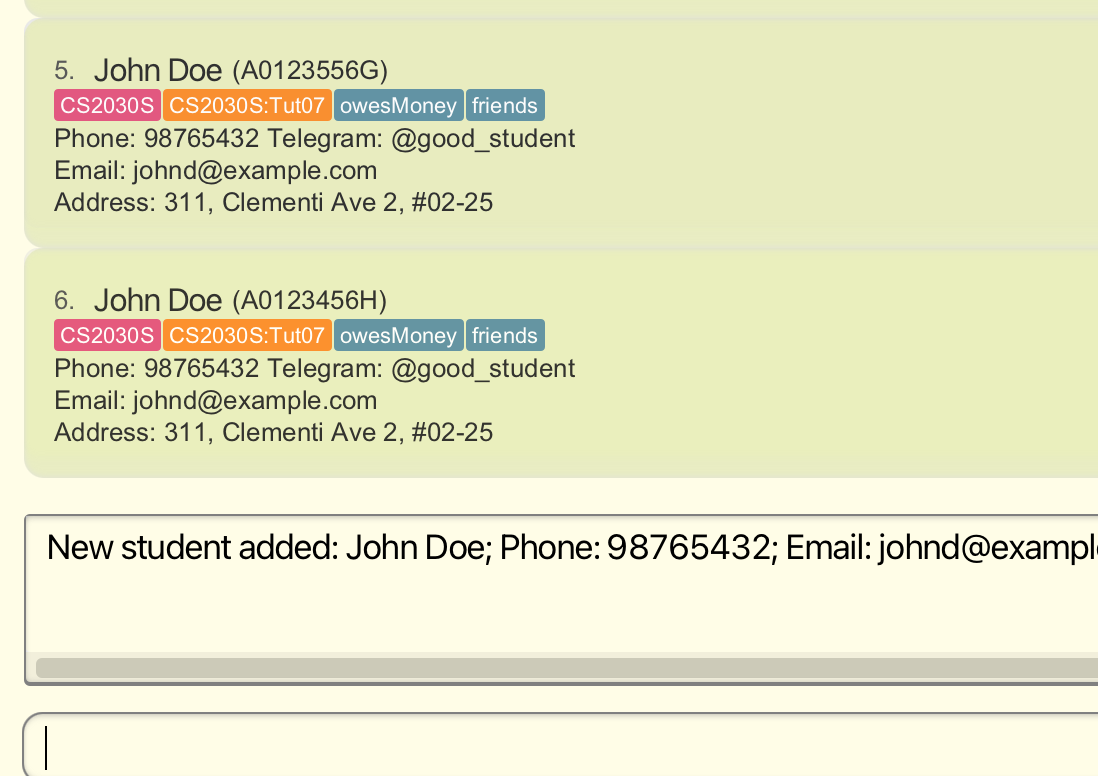 5. John Doe (A0123556G)
CS2030S CS2030S:Tut07 owesMoney friends
Phone: 98765432 Telegram: @good_student
Email: johnd@example.com
Address: 311, Clementi Ave 2, #02-25
6. John Doe (A0123456H)
CS2030S CS2030S:Tut07 owesMoney friends
Phone: 98765432 Telegram: @good_student
Email: johnd@example.com
Address: 311, Clementi Ave 2, #02-25
New student added: John Doe; Phone: 98765432; Email: johnd@exampl